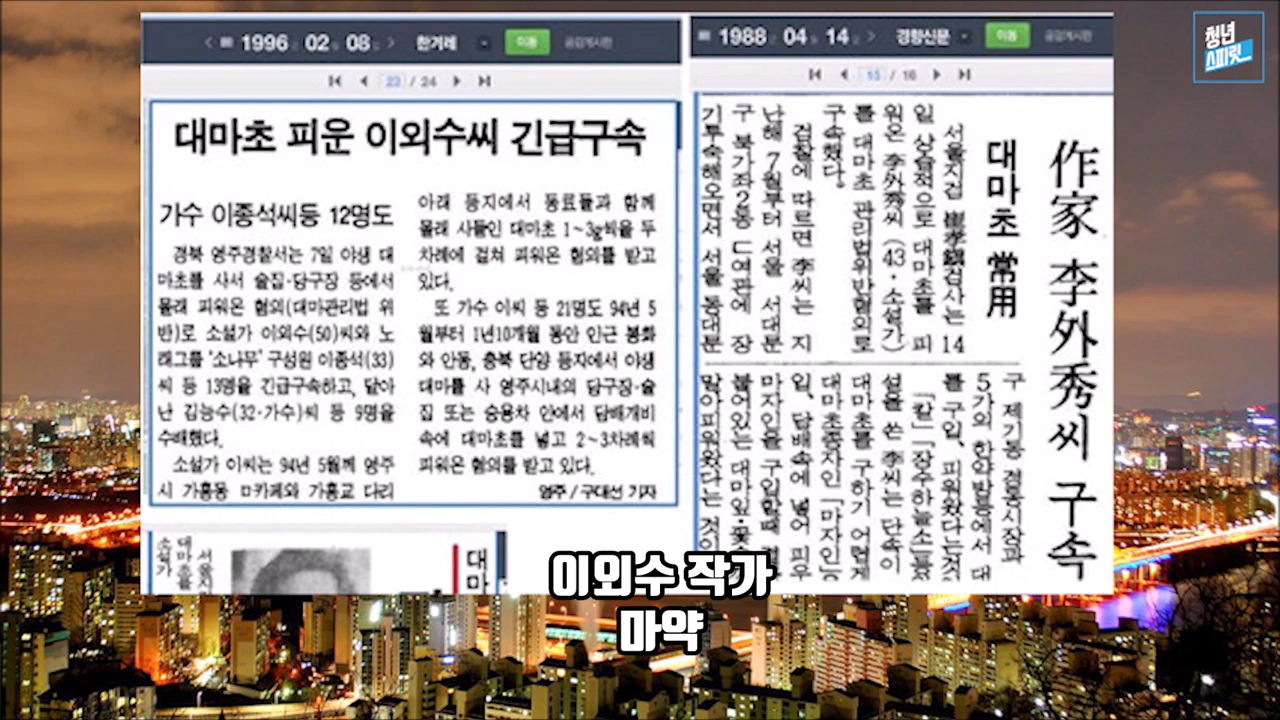 1996 02 08
한겨레
이동
23 / 24
대마초 피운 이외수씨 긴급구속
가수 이종석씨등 12명도
경북 영주경찰서는 7일 야생 대
마초를 사서 술집·당구장 등에서
몰래 피워온 혐의(대마관리법 위
반)로 소설가 이외수(50)씨와 노
래그룹 '소나무' 구성원 이종석(33)
씨 등 13명을 긴급구속하고, 달아
난 김능수(32·가수)씨 등 9명을
수배했다.
소설가 이씨는 94년 5월께 영주
시 가흥동 ㅁ카페와 가흥교 다리
아래 등지에서 동료들과 함께
몰래 사들인 대마초 1~3g씩을 두
차례에 걸쳐 피워온 혐의를 받고
있다.
또 가수 이씨 등 21명도 94년 5
월부터 1년10개월 동안 인근 봉화
와 안동, 충북 단양 등지에서 야생
대마를 사 영주시내의 당구장·술
집 또는 승용차 안에서 담배개비
속에 대마초를 넣고 2~3차례씩
피워온 혐의를 받고 있다.
영주/구대선 기자
1988 04 14
경향신문
이동
15 / 16
作家 李外秀씨 구속
대마초 常用
서울지검 검사는 14
일 상습적으로 대마초를 피
워온 李外秀씨(43·소설가)
를 대마초 관리법위반혐의로
구속했다.
검찰에 따르면 李씨는 지
난해 7월부터 서울 서대문
구 북가좌2동 ㄷ여관에 장
기투숙해오면서 서울 동대문
구 제기동 경동시장과
5가의 한약방등에서 대
를 구입, 피워왔다는것
「칼」「장수하늘소」등
설을 쓴 李씨는 단속이
대마초를 구하기 어렵게
대마초종자인 「마자인」
입, 담배속에 넣어 피우
마자인을 구입할때
붙어있는 대마잎·꽃
말아피워왔다는 것이
대마
청년
스피릿
이외수 작가
마약